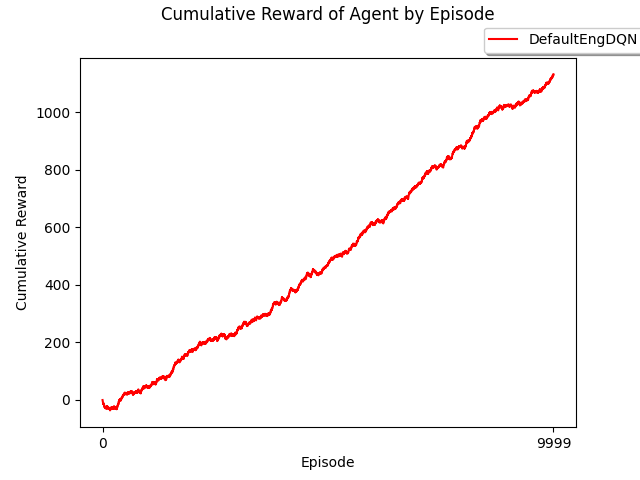 Cumulative Reward of Agent by Episode
DefaultEngDQN
1000
800
600
400
200
0
Cumulative Reward
0
9999
Episode